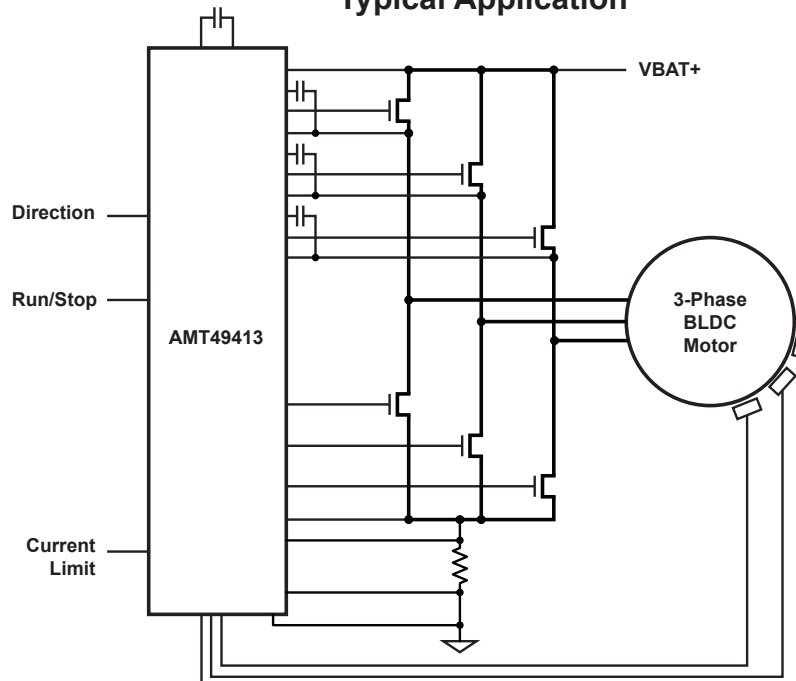 Typical Application
VBAT+
Direction
Run/Stop
AMT49413
3-Phase
BLDC
Motor
Current
Limit